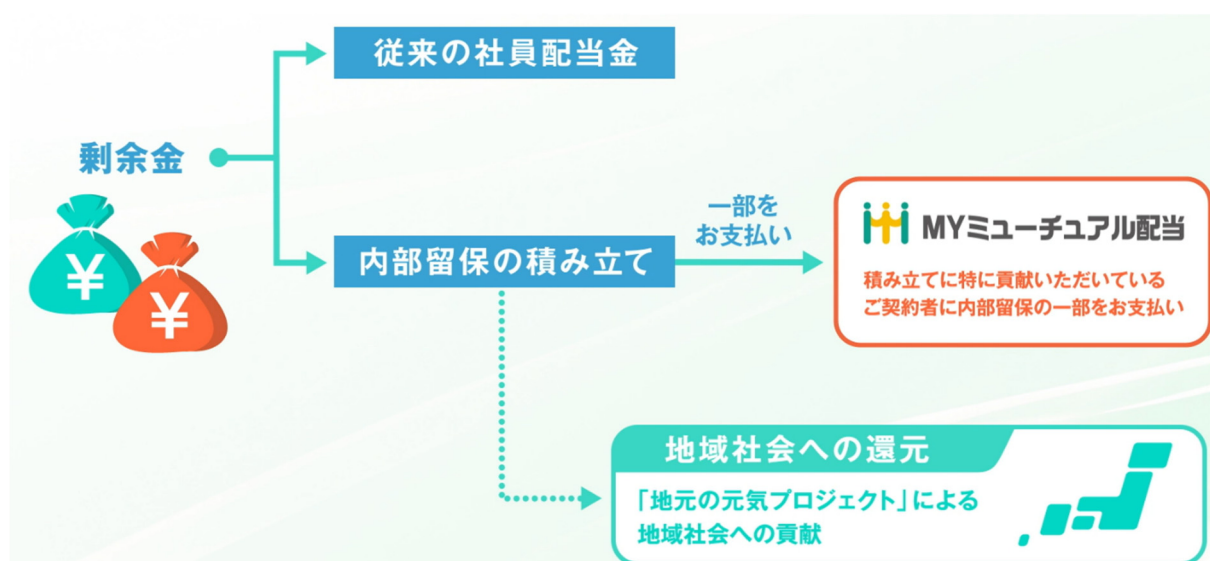 従来の社員配当金
剰余金
¥
¥
内部留保の積み立て
一部を
お支払い
MYミューチュアル配当
積み立てに特に貢献いただいている
ご契約者に内部留保の一部をお支払い
地域社会への還元
「地元の元気プロジェクト」による
地域社会への貢献